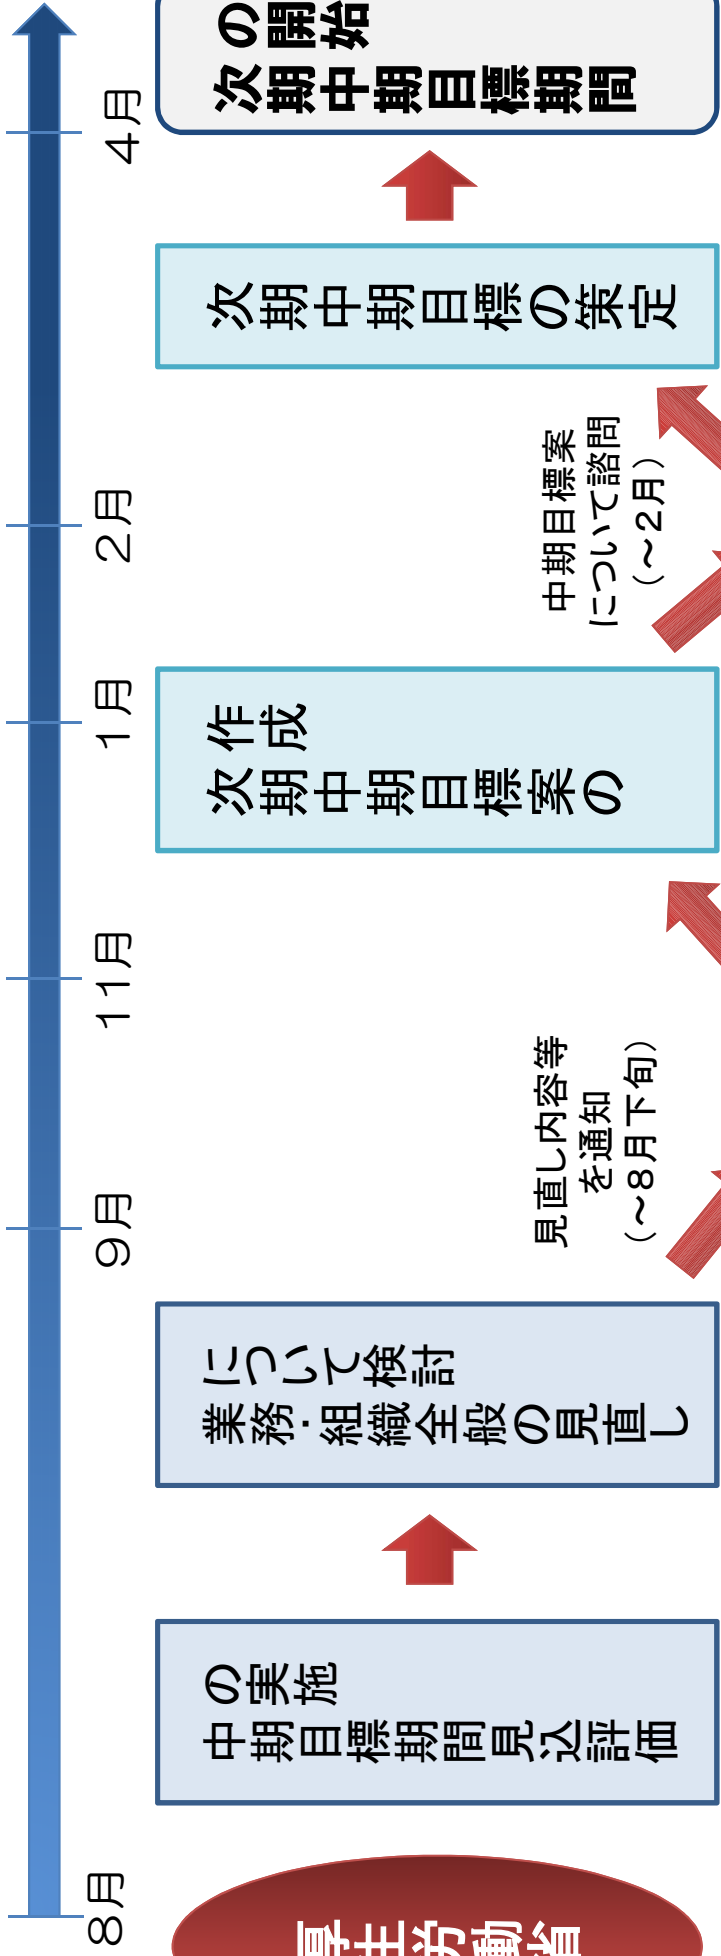 8月
9月
11月
1月
2月
4月
厚生労働省
中期目標期間見込評価
の実施
業務・組織全般の見直し
について検討
見直し内容等
を通知
（～8月下旬）
次期中期目標案の
作成
中期目標案
について諮問
（～2月）
次期中期目標の策定
次期中期目標期間
の開始